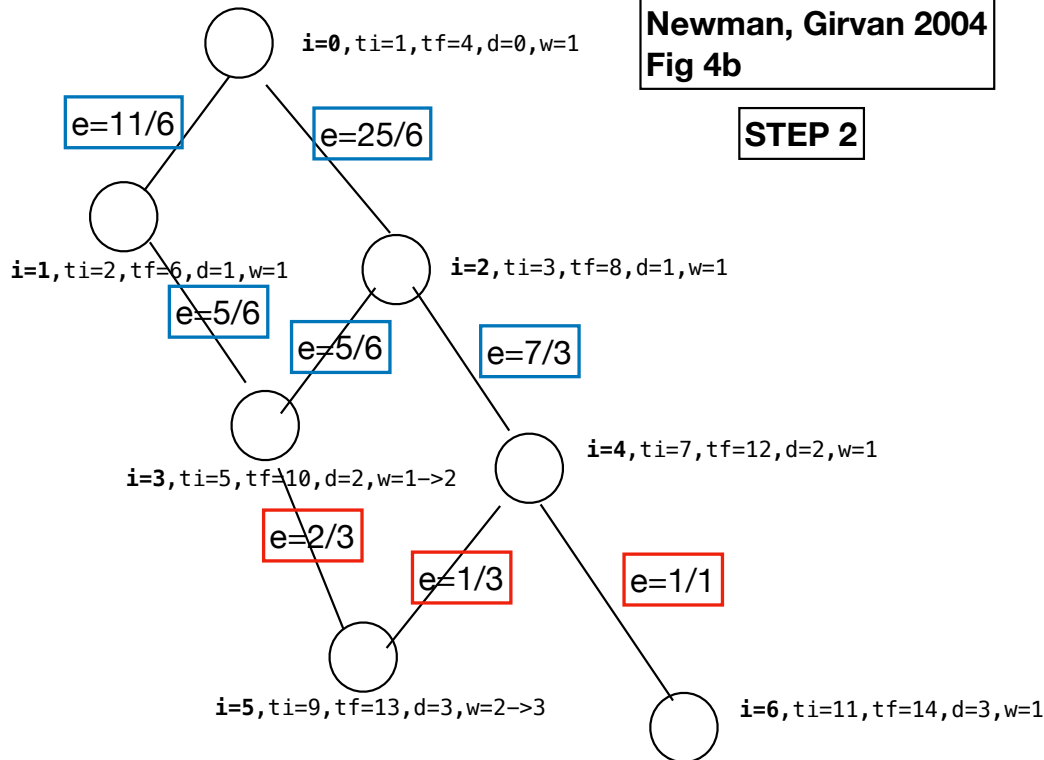 Newman, Girvan 2004
Fig 4b
i=0,ti=1,tf=4,d=0,w=1
e=11/6
e=25/6
STEP 2
i=1,ti=2,tf=6,d=1,w=1
i=2,ti=3,tf=8,d=1,w=1
e=5/6
e=5/6
e=7/3
i=4,ti=7,tf=12,d=2,w=1
i=3,ti=5,tf=10,d=2,w=1->2
e=2/3
e=1/3
e=1/1
i=5,ti=9,tf=13,d=3,w=2->3
i=6,ti=11,tf=14,d=3,w=1